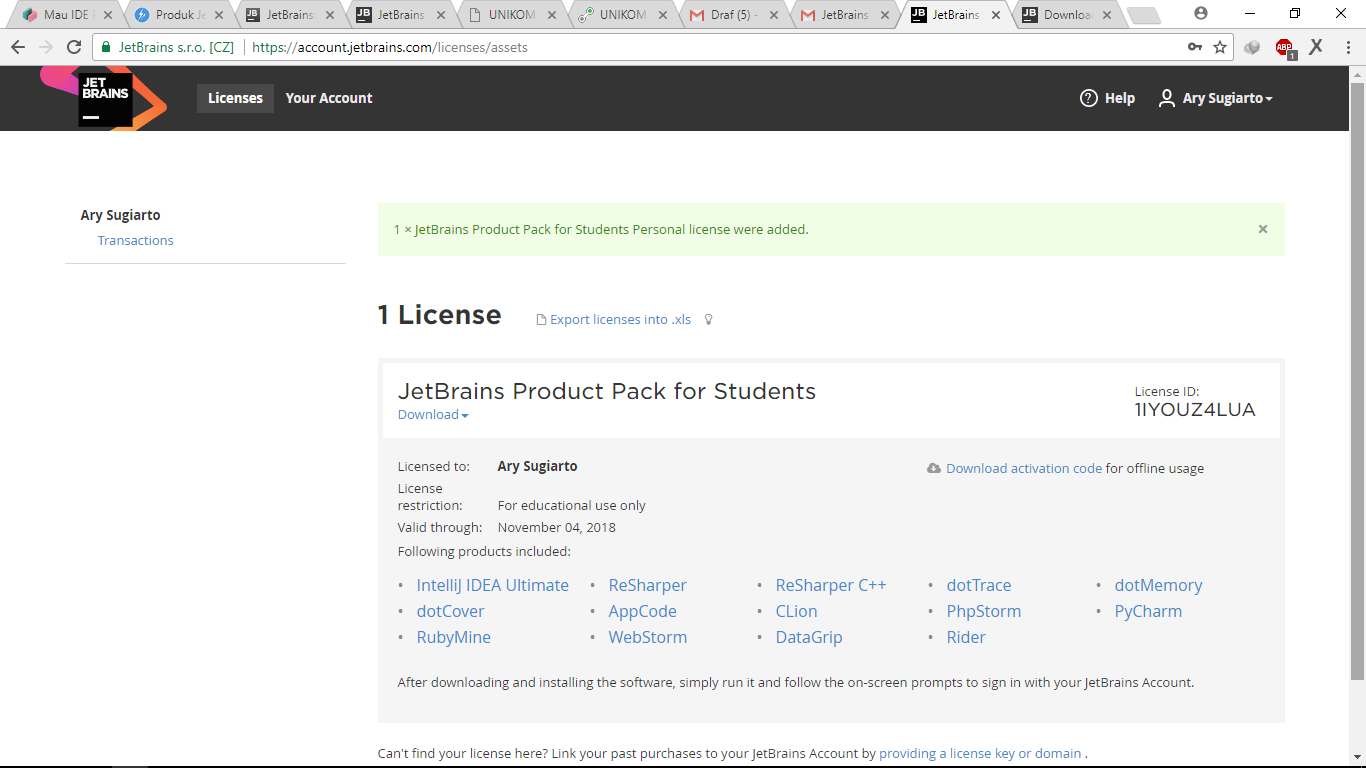 Mau IDE
Produk Je
JetBrains
JetBrains
UNIKOM
UNIKOM
Draf (5) -
JetBrains
JetBrains
Downloa
JetBrains s.r.o. [CZ]
https://account.jetbrains.com/licenses/assets
ABP
1
X
JET
BRAINS
Licenses
Your Account
Help
Ary Sugiarto
Ary Sugiarto
Transactions
1 × JetBrains Product Pack for Students Personal license were added.
×
1 License
Export licenses into .xls
JetBrains Product Pack for Students
Download
License ID:
1IYOUZ4LUA
Licensed to: Ary Sugiarto
Download activation code for offline usage
License
restriction: For educational use only
Valid through: November 04, 2018
Following products included:
• IntelliJ IDEA Ultimate • ReSharper • ReSharper C++ • dotTrace • dotMemory
• dotCover • AppCode • CLion • PhpStorm • PyCharm
• RubyMine • WebStorm • DataGrip • Rider
After downloading and installing the software, simply run it and follow the on-screen prompts to sign in with your JetBrains Account.
Can't find your license here? Link your past purchases to your JetBrains Account by providing a license key or domain .